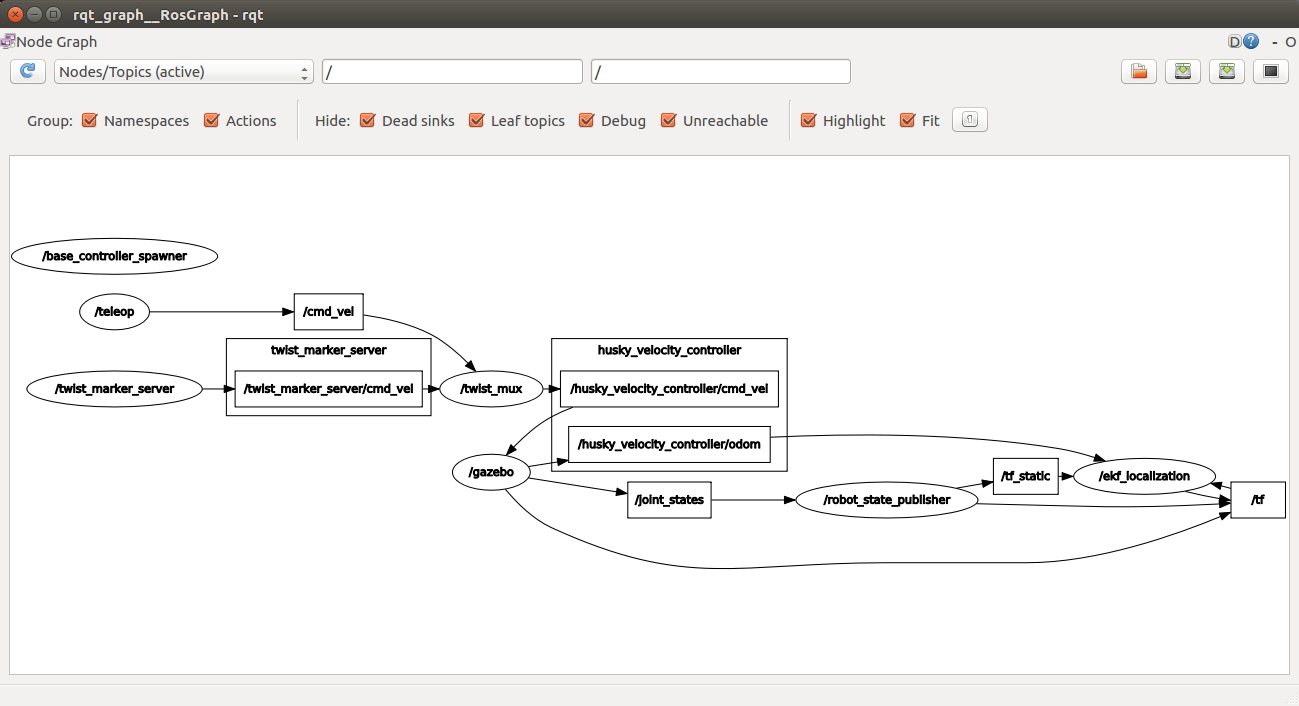 rqt_graph__RosGraph - rqt
Node Graph
D ? - O
Nodes/Topics (active) / /
Group: Namespaces Actions Hide: Dead sinks Leaf topics Debug Unreachable Highlight Fit
/base_controller_spawner
/teleop
/cmd_vel
twist_marker_server
husky_velocity_controller
/twist_marker_server
/twist_marker_server/cmd_vel
/twist_mux
/husky_velocity_controller/cmd_vel
/husky_velocity_controller/odom
/gazebo
/joint_states
/robot_state_publisher
/tf_static
/ekf_localization
/tf